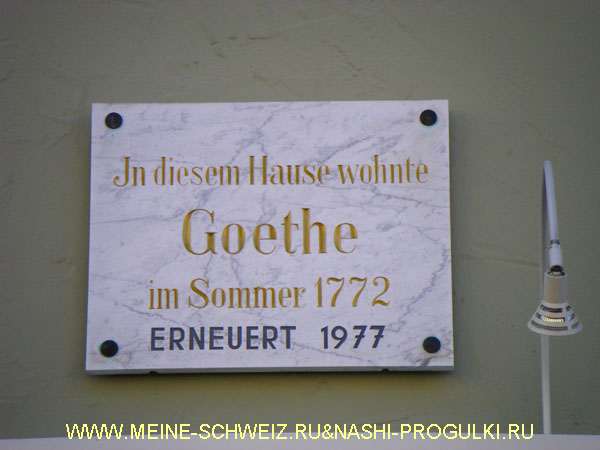 Jn diesem Hause wohnte
Goethe
im Sommer 1772
ERNEUERT 1977
WWW.MEINE-SCHWEIZ.RU&NASHI-PROGULKI.RU